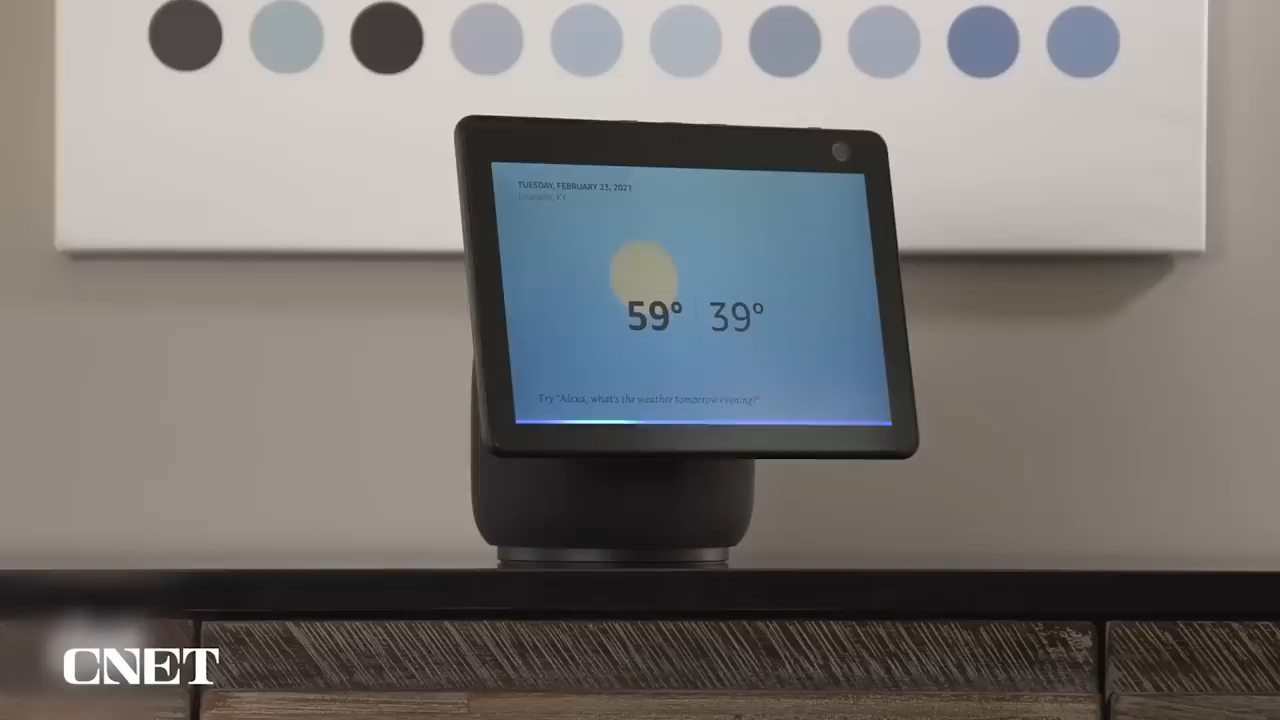 TUESDAY, FEBRUARY 23, 2021
59° 39°
Try "Alexa, what's the weather tomorrow evening?"
CNET